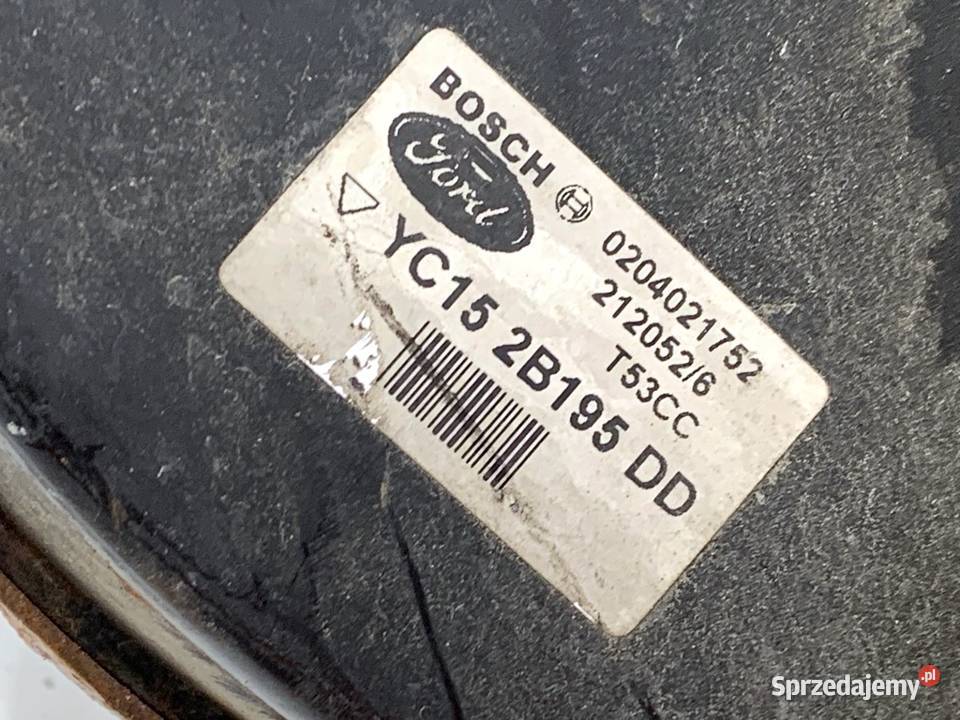 BOSCH
Ford
0204021752
212052/6
T53CC
YC15 2B195 DD
Sprzedajemy.pl